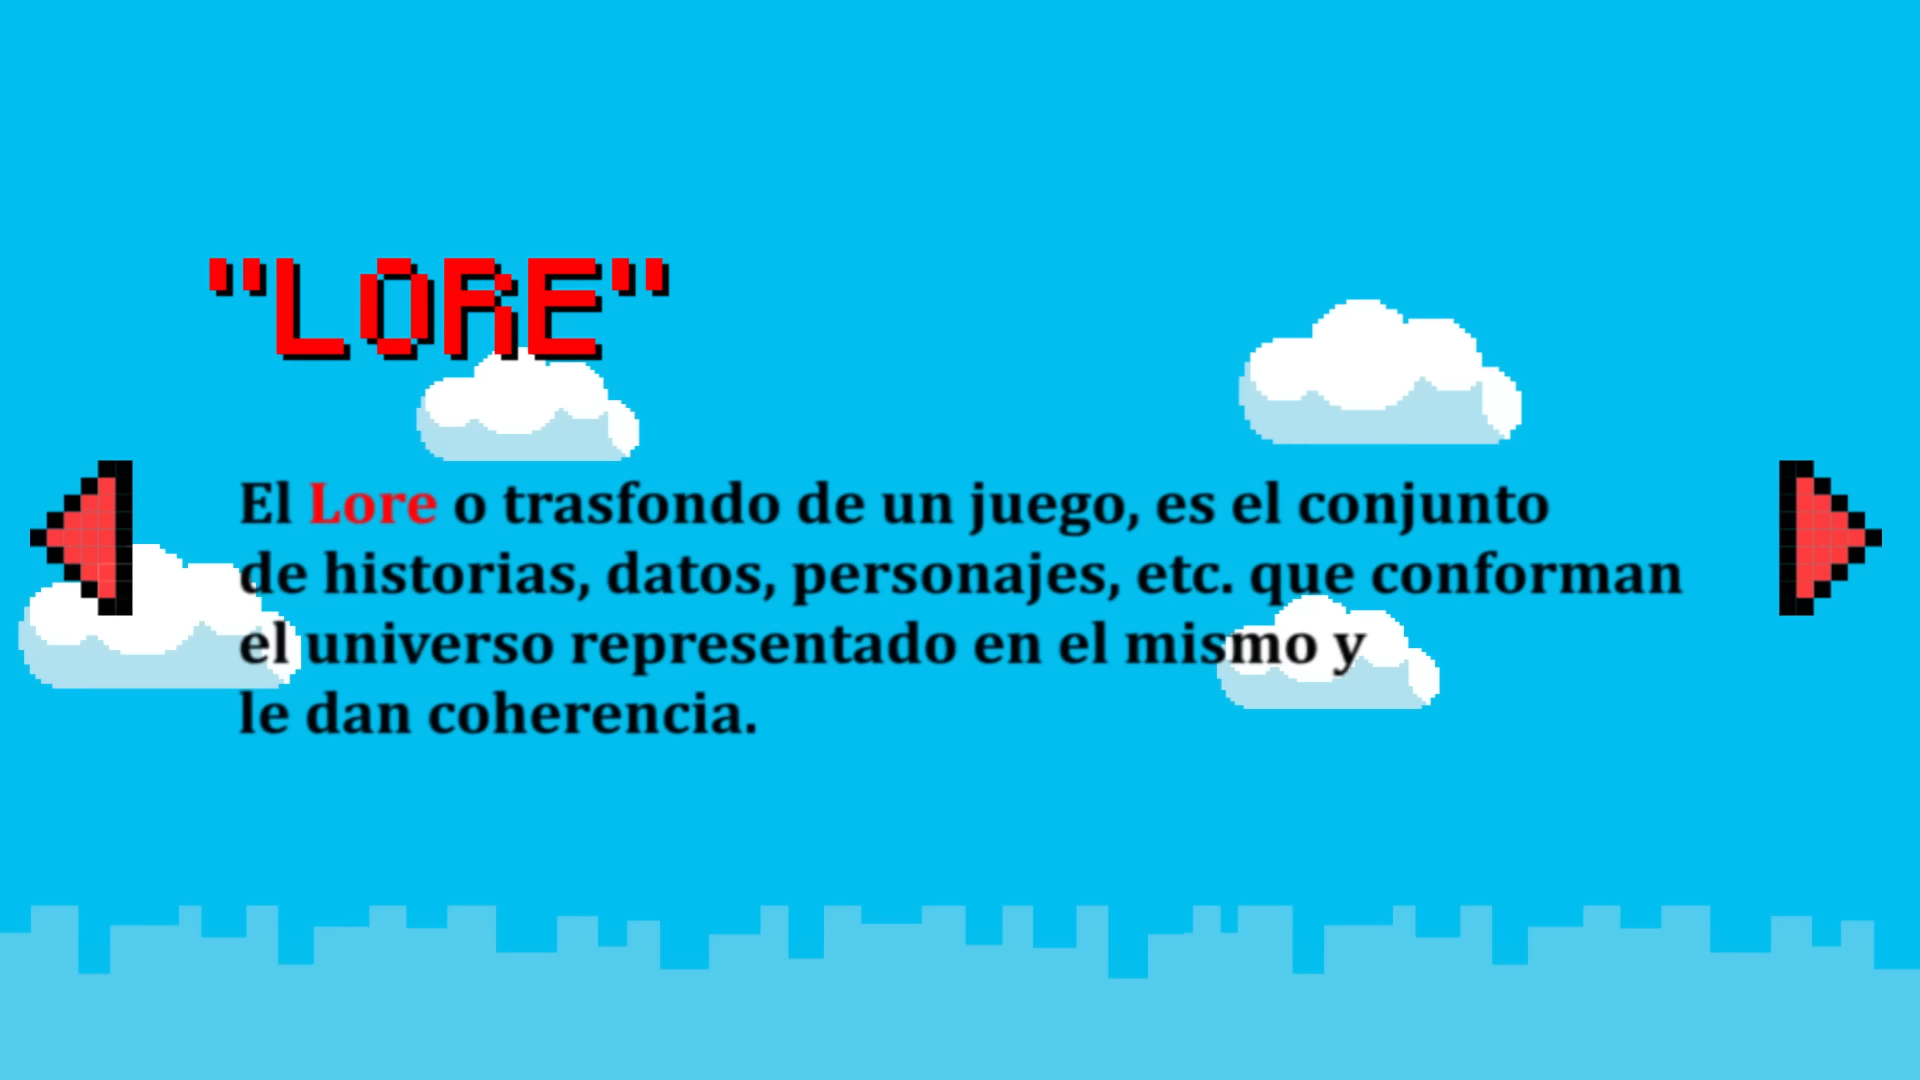 "LORE"
El Lore o trasfondo de un juego, es el conjunto
de historias, datos, personajes, etc. que conforman
el universo representado en el mismo y
le dan coherencia.